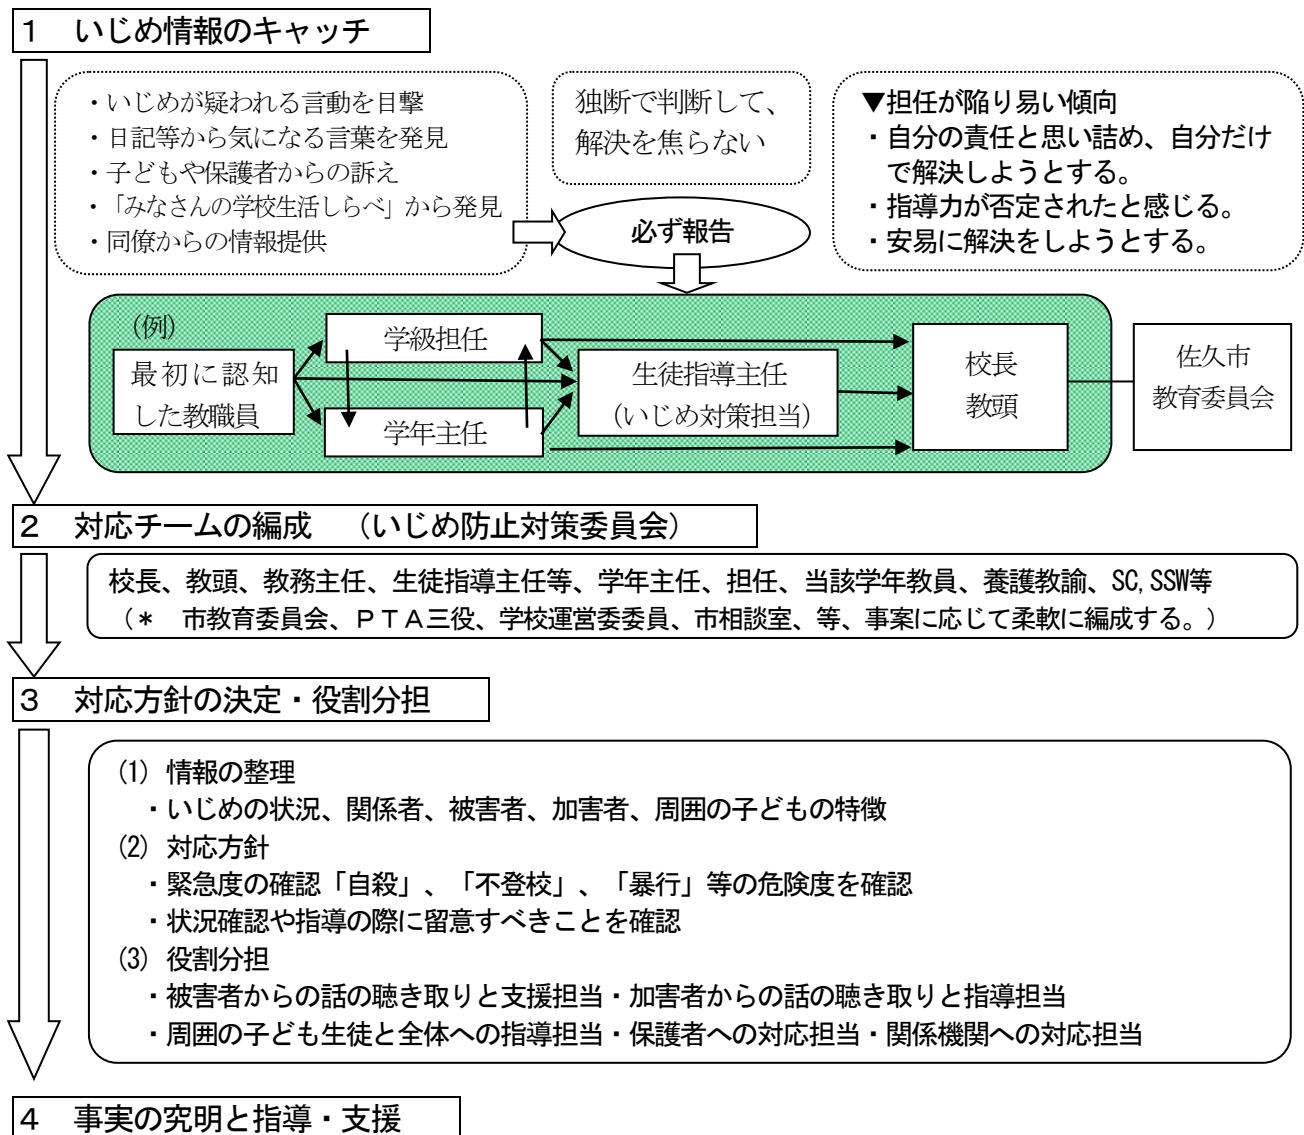 1　いじめ情報のキャッチ
・いじめが疑われる言動を目撃
・日記等から気になる言葉を発見
・子どもや保護者からの訴え
・「みなさんの学校生活しらべ」から発見
・同僚からの情報提供
独断で判断して、
解決を焦らない
▼担任が陥り易い傾向
・自分の責任と思い詰め、自分だけ
で解決しようとする。
・指導力が否定されたと感じる。
・安易に解決をしようとする。
必ず報告
(例)
最初に認知
した教職員
学級担任
学年主任
生徒指導主任
(いじめ対策担当)
校長
教頭
佐久市
教育委員会
2　対応チームの編成　（いじめ防止対策委員会）
校長、教頭、教務主任、生徒指導主任等、学年主任、担任、当該学年教員、養護教諭、SC,SSW等
（＊　市教育委員会、ＰＴＡ三役、学校運営委委員、市相談室、等、事案に応じて柔軟に編成する。）
3　対応方針の決定・役割分担
(1) 情報の整理
・いじめの状況、関係者、被害者、加害者、周囲の子どもの特徴
(2) 対応方針
・緊急度の確認「自殺」、「不登校」、「暴行」等の危険度を確認
・状況確認や指導の際に留意すべきことを確認
(3) 役割分担
・被害者からの話の聴き取りと支援担当・加害者からの話の聴き取りと指導担当
・周囲の子ども生徒と全体への指導担当・保護者への対応担当・関係機関への対応担当
4　事実の究明と指導・支援